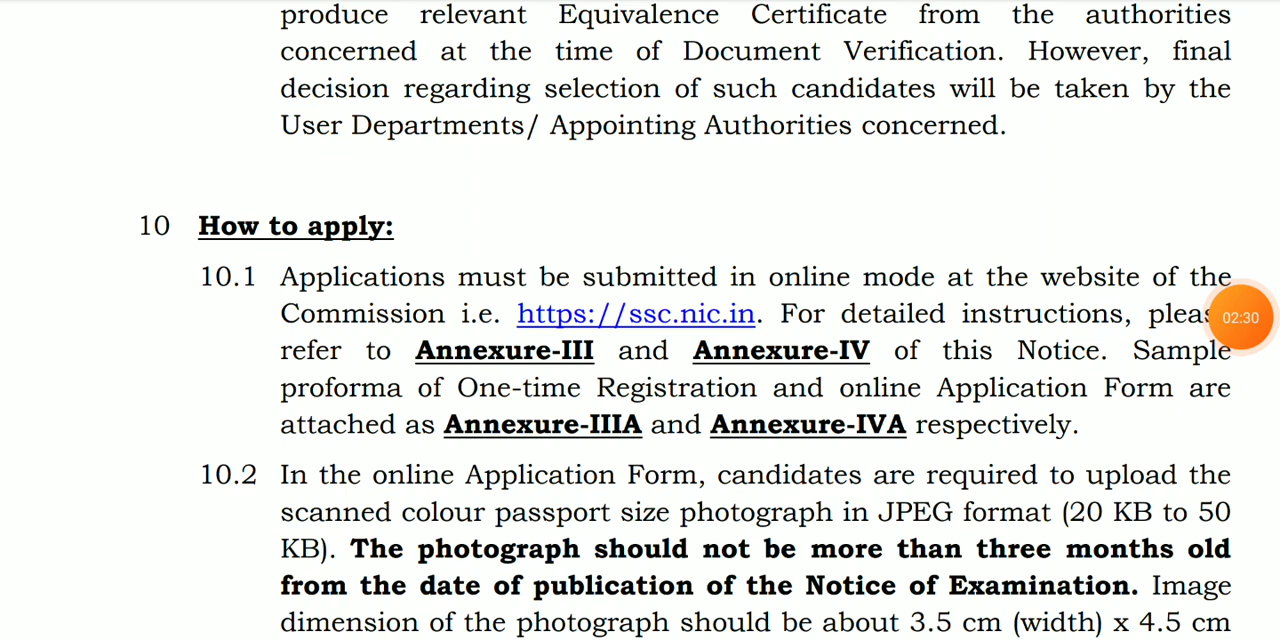 produce relevant Equivalence Certificate from the authorities
concerned at the time of Document Verification. However, final
decision regarding selection of such candidates will be taken by the
User Departments/ Appointing Authorities concerned.
10 How to apply:
10.1 Applications must be submitted in online mode at the website of the
Commission i.e. https://ssc.nic.in. For detailed instructions, pleas
02:30
refer to Annexure-III and Annexure-IV of this Notice. Sample
proforma of One-time Registration and online Application Form are
attached as Annexure-IIIA and Annexure-IVA respectively.
10.2 In the online Application Form, candidates are required to upload the
scanned colour passport size photograph in JPEG format (20 KB to 50
KB). The photograph should not be more than three months old
from the date of publication of the Notice of Examination. Image
dimension of the photograph should be about 3.5 cm (width) x 4.5 cm